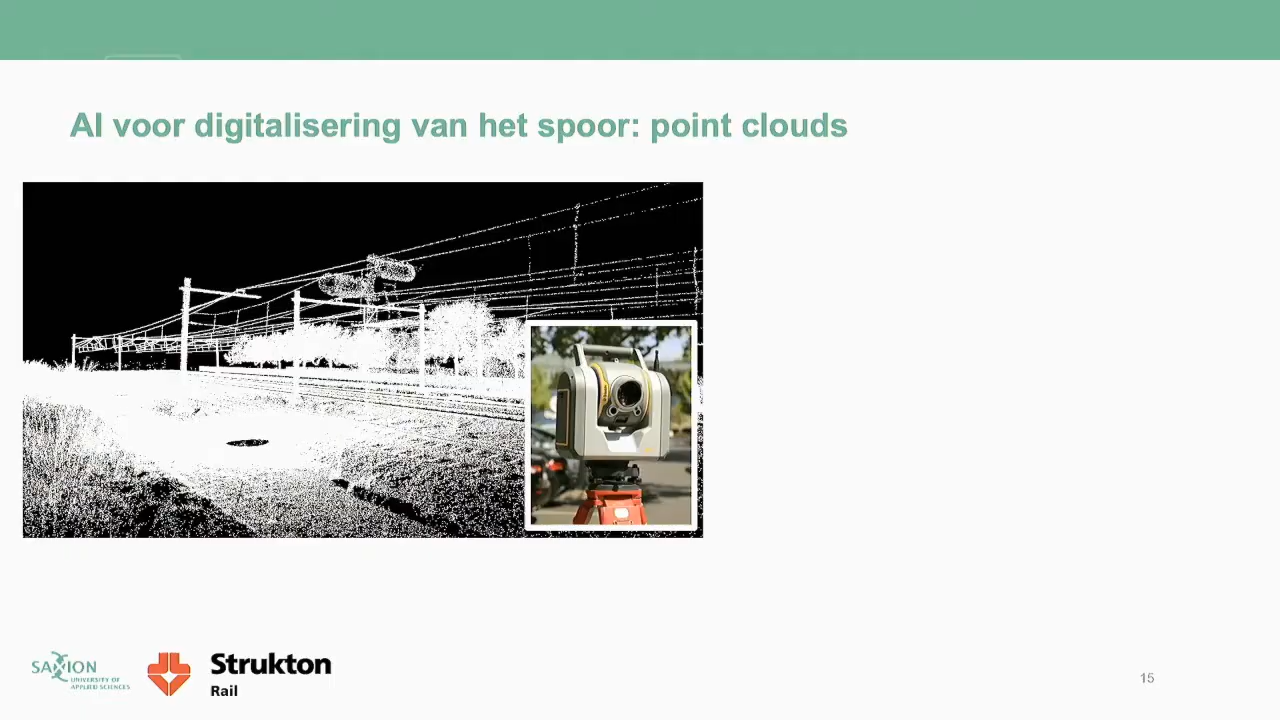 AI voor digitalisering van het spoor: point clouds
SAXION
UNIVERSITY OF
APPLIED SCIENCES
Strukton
Rail
15